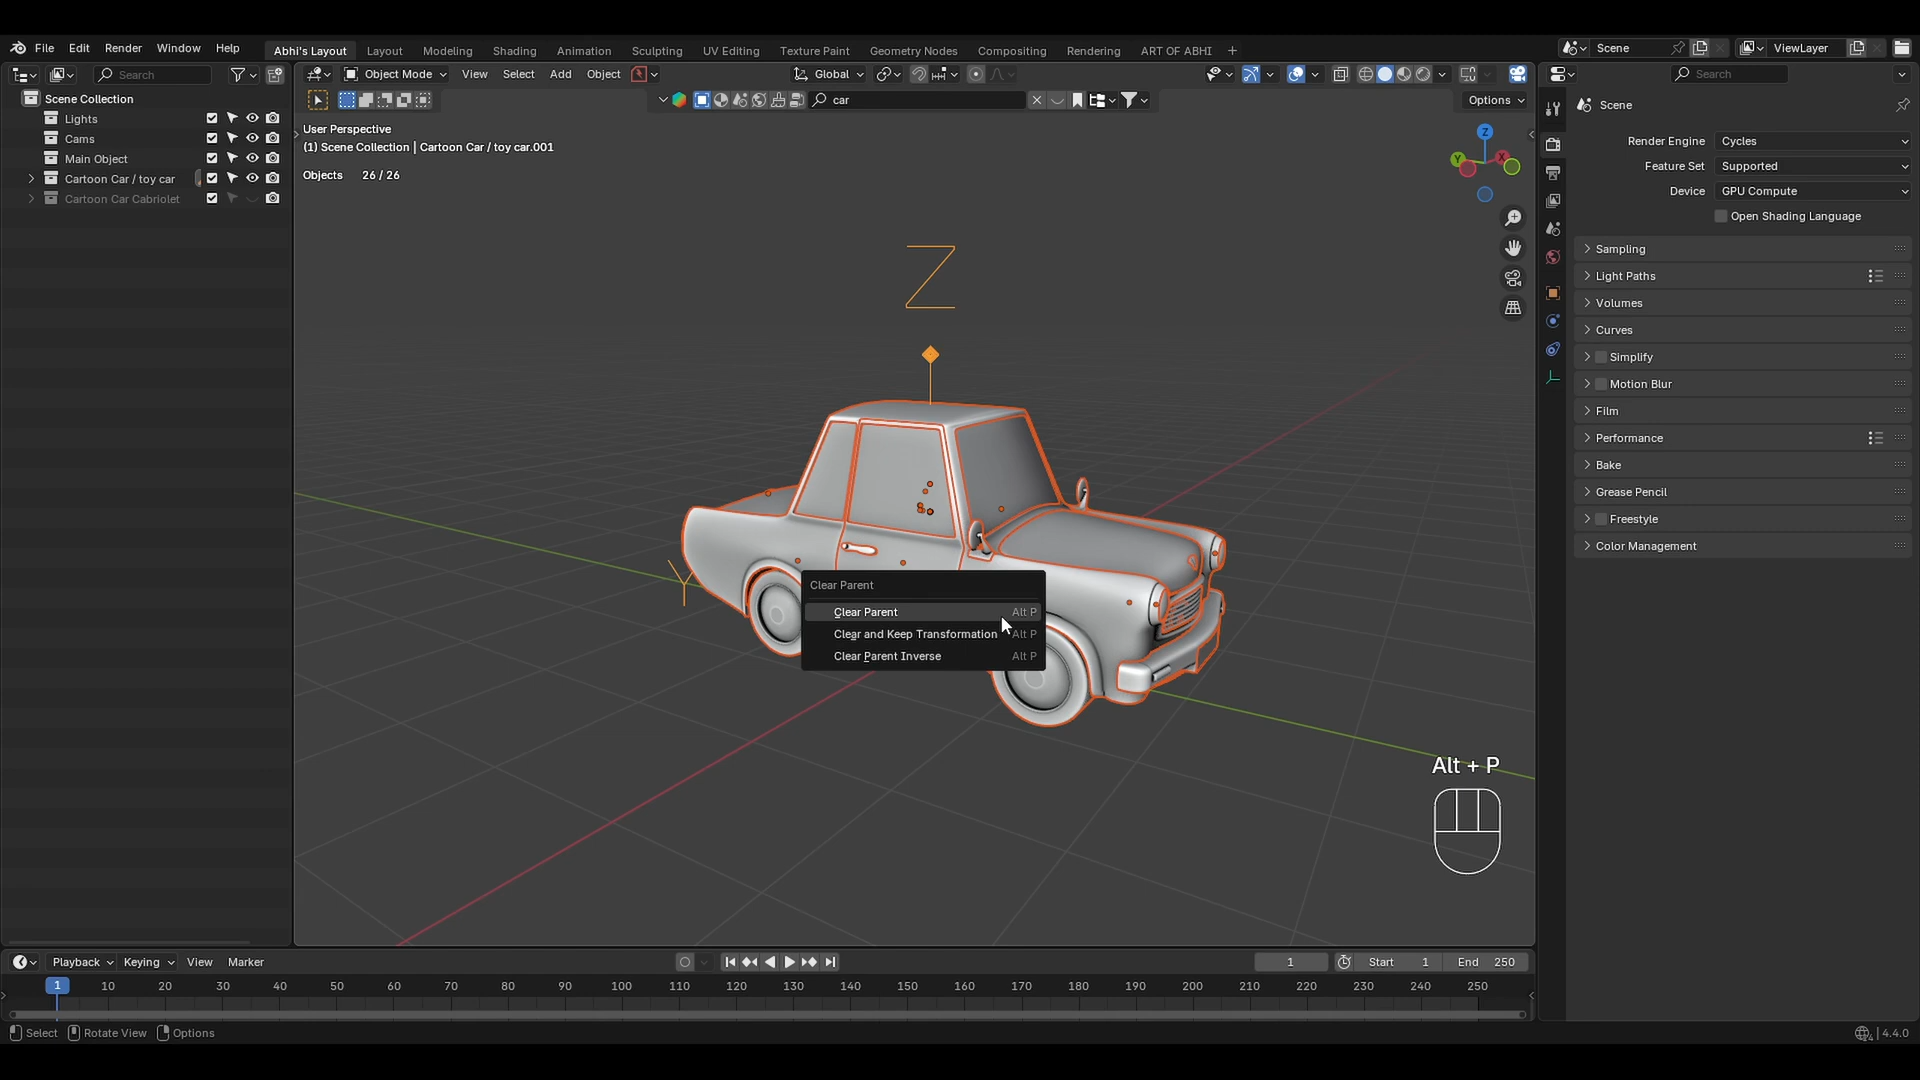 File Edit Render Window Help
Abhi's Layout Layout Modeling Shading Animation Sculpting UV Editing Texture Paint Geometry Nodes Compositing Rendering ART OF ABHI +
Scene
ViewLayer
Search
Object Mode View Select Add Object
Global
Search
car
Options
Scene Collection
Lights
Cams
Main Object
Cartoon Car / toy car
Cartoon Car Cabriolet
User Perspective
(1) Scene Collection | Cartoon Car / toy car.001
Objects 26 / 26
Z
Y
Z
Y
X
Clear Parent
Clear Parent Alt P
Clear and Keep Transformation Alt P
Clear Parent Inverse Alt P
Alt + P
Scene
Render Engine Cycles
Feature Set Supported
Device GPU Compute
Open Shading Language
Sampling
Light Paths
Volumes
Curves
Simplify
Motion Blur
Film
Performance
Bake
Grease Pencil
Freestyle
Color Management
Playback Keying View Marker
1
Start 1 End 250
1 10 20 30 40 50 60 70 80 90 100 110 120 130 140 150 160 170 180 190 200 210 220 230 240 250
Select Rotate View Options
4.4.0